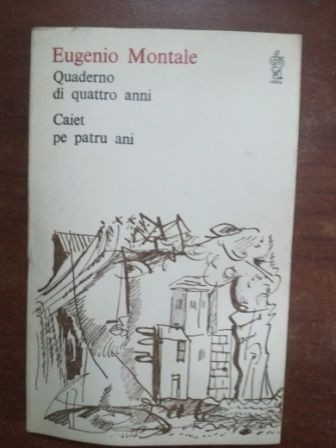 Eugenio Montale
Quaderno
di quattro anni
Caiet
pe patru ani